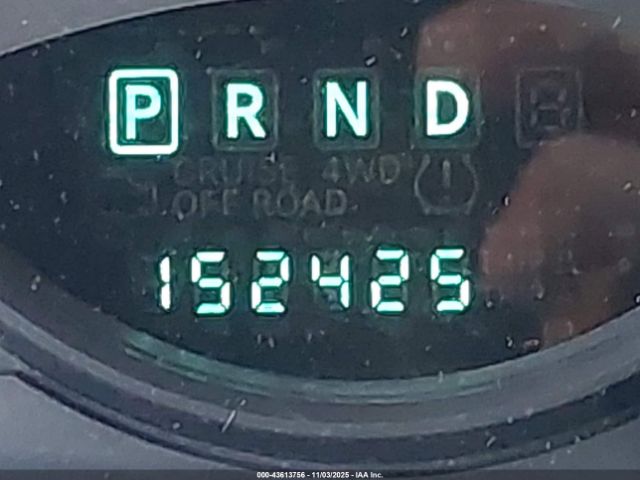 P R N D
CRUISE 4WD
OFF ROAD
152425
000-43613756 - 11/03/2025 - IAA Inc.